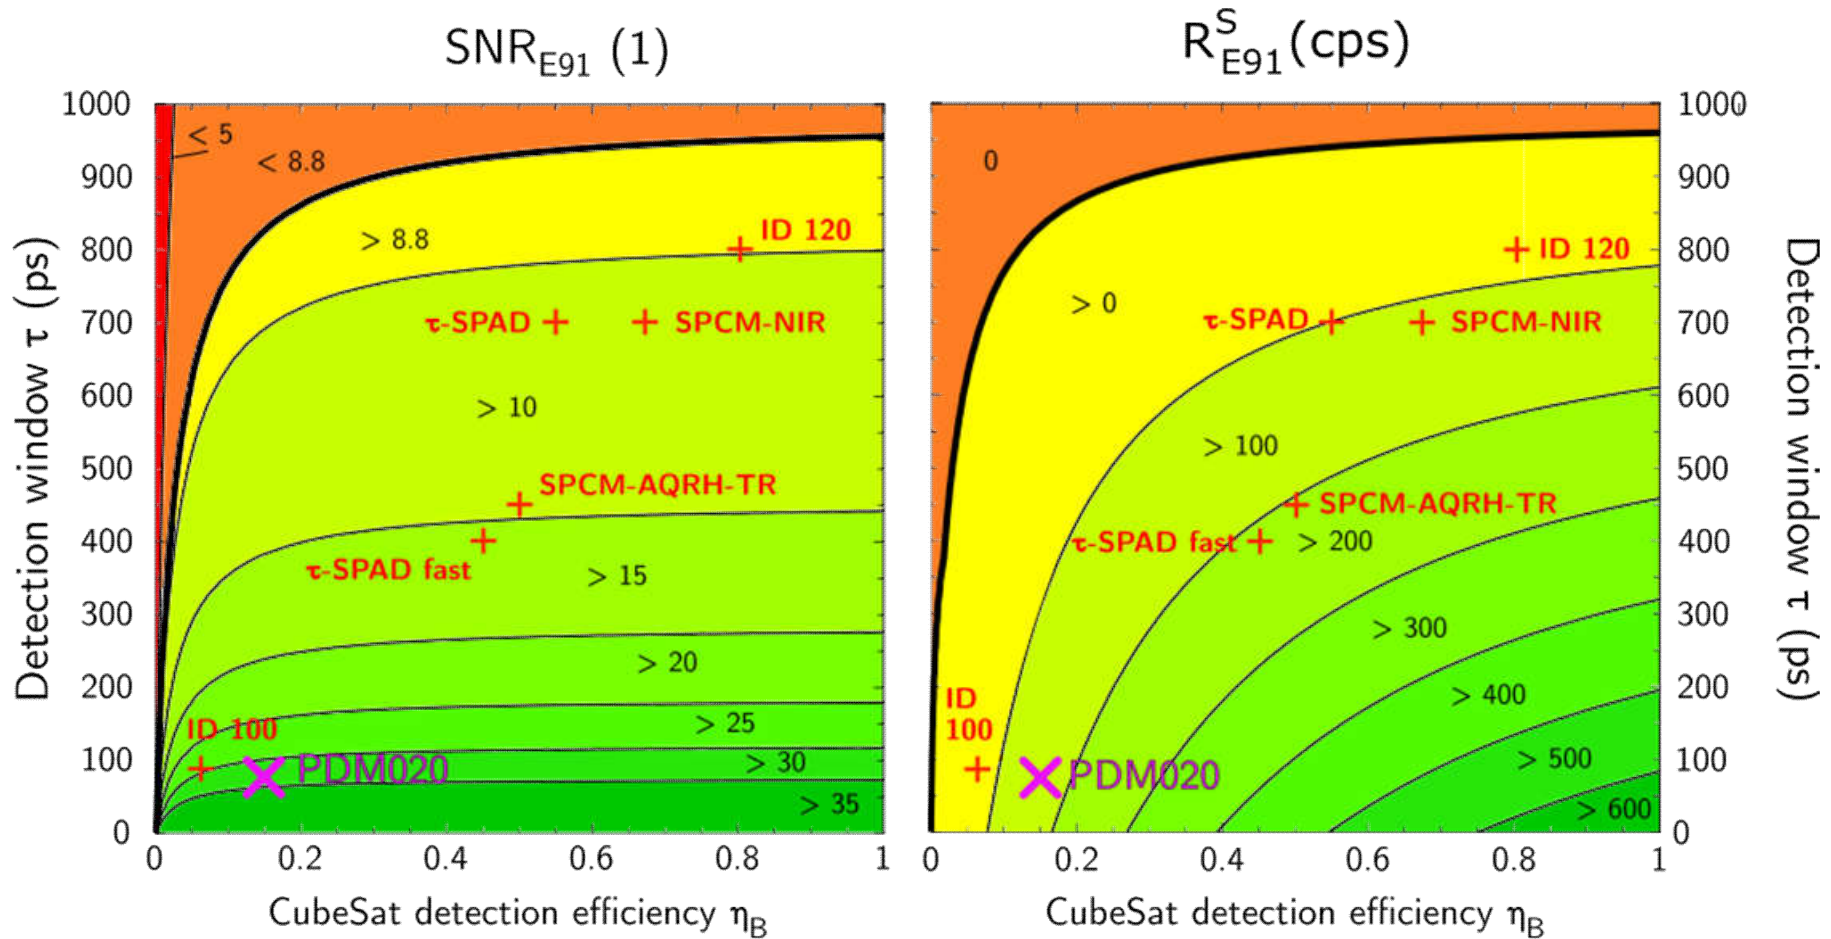 SNR_E91 (1)
1000
900
800
700
600
500
400
300
200
100
0
Detection window τ (ps)
< 5
< 8.8
> 8.8
ID 120
τ-SPAD
SPCM-NIR
> 10
SPCM-AQRH-TR
τ-SPAD fast
> 15
> 20
ID 100
> 25
PDM020
> 30
> 35
0
0.2
0.4
0.6
0.8
1
CubeSat detection efficiency η_B
R^S_E91(cps)
0
> 0
ID 120
τ-SPAD
SPCM-NIR
> 100
SPCM-AQRH-TR
τ-SPAD fast
> 200
> 300
ID
100
> 400
PDM020
> 500
> 600
1000
900
800
700
600
500
400
300
200
100
0
Detection window τ (ps)
0
0.2
0.4
0.6
0.8
1
CubeSat detection efficiency η_B